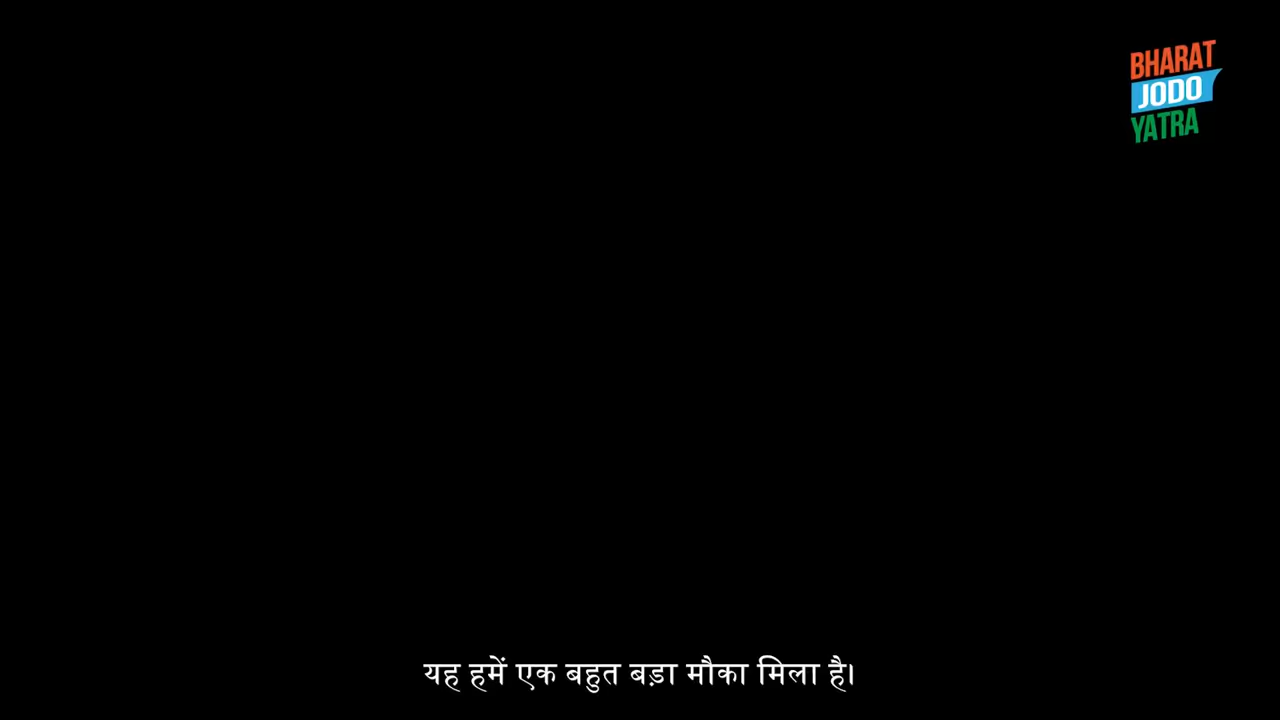 BHARAT
JODO
YATRA
यह हमें एक बहुत बड़ा मौका मिला है।